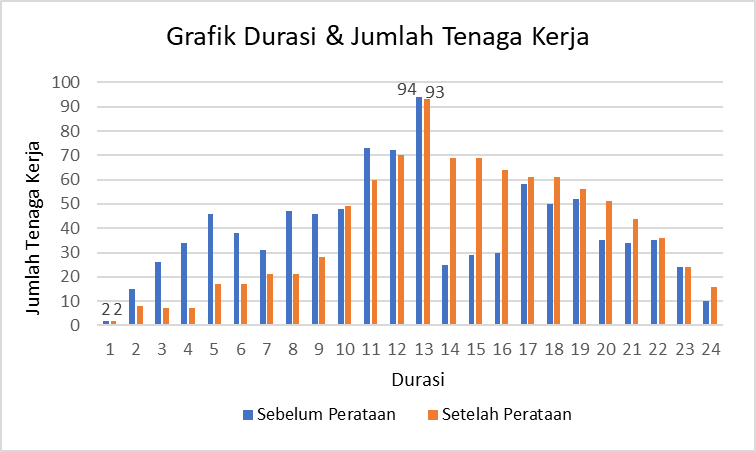 Grafik Durasi & Jumlah Tenaga Kerja
Jumlah Tenaga Kerja
100
90
80
70
60
50
40
30
20
10
0
94 93
2 2
1 2 3 4 5 6 7 8 9 10 11 12 13 14 15 16 17 18 19 20 21 22 23 24
Durasi
Sebelum Perataan Setelah Perataan